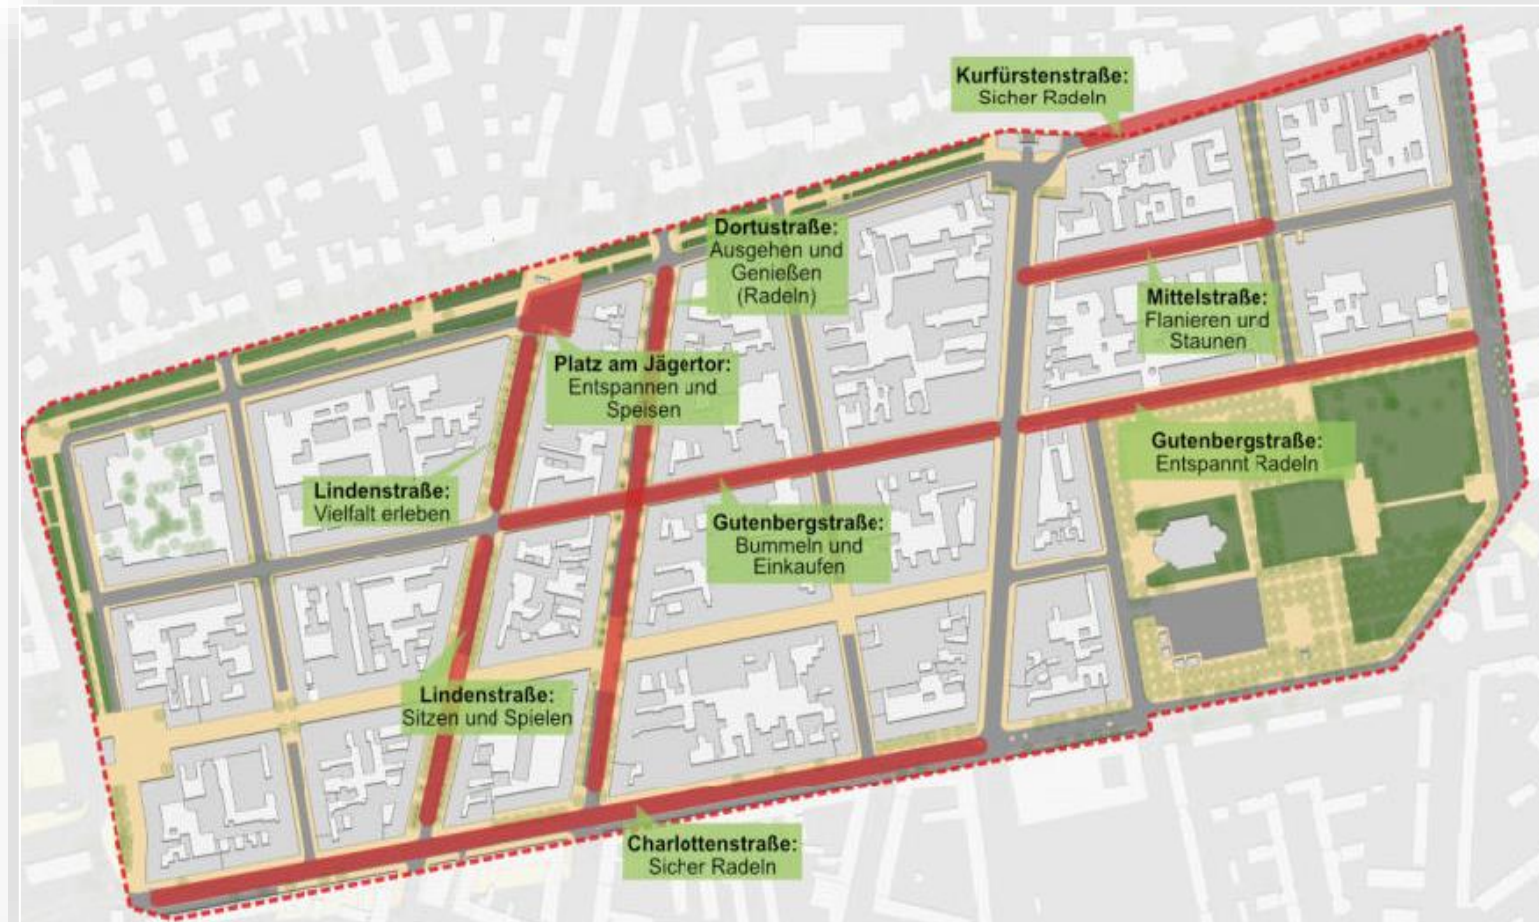 Kurfürstenstraße:
Sicher Radeln
Dortustraße:
Ausgehen und
Genießen
(Radeln)
Mittelstraße:
Flanieren und
Staunen
Platz am Jägertor:
Entspannen und
Speisen
Gutenbergstraße:
Entspannt Radeln
Lindenstraße:
Vielfalt erleben
Gutenbergstraße:
Bummeln und
Einkaufen
Lindenstraße:
Sitzen und Spielen
Charlottenstraße:
Sicher Radeln